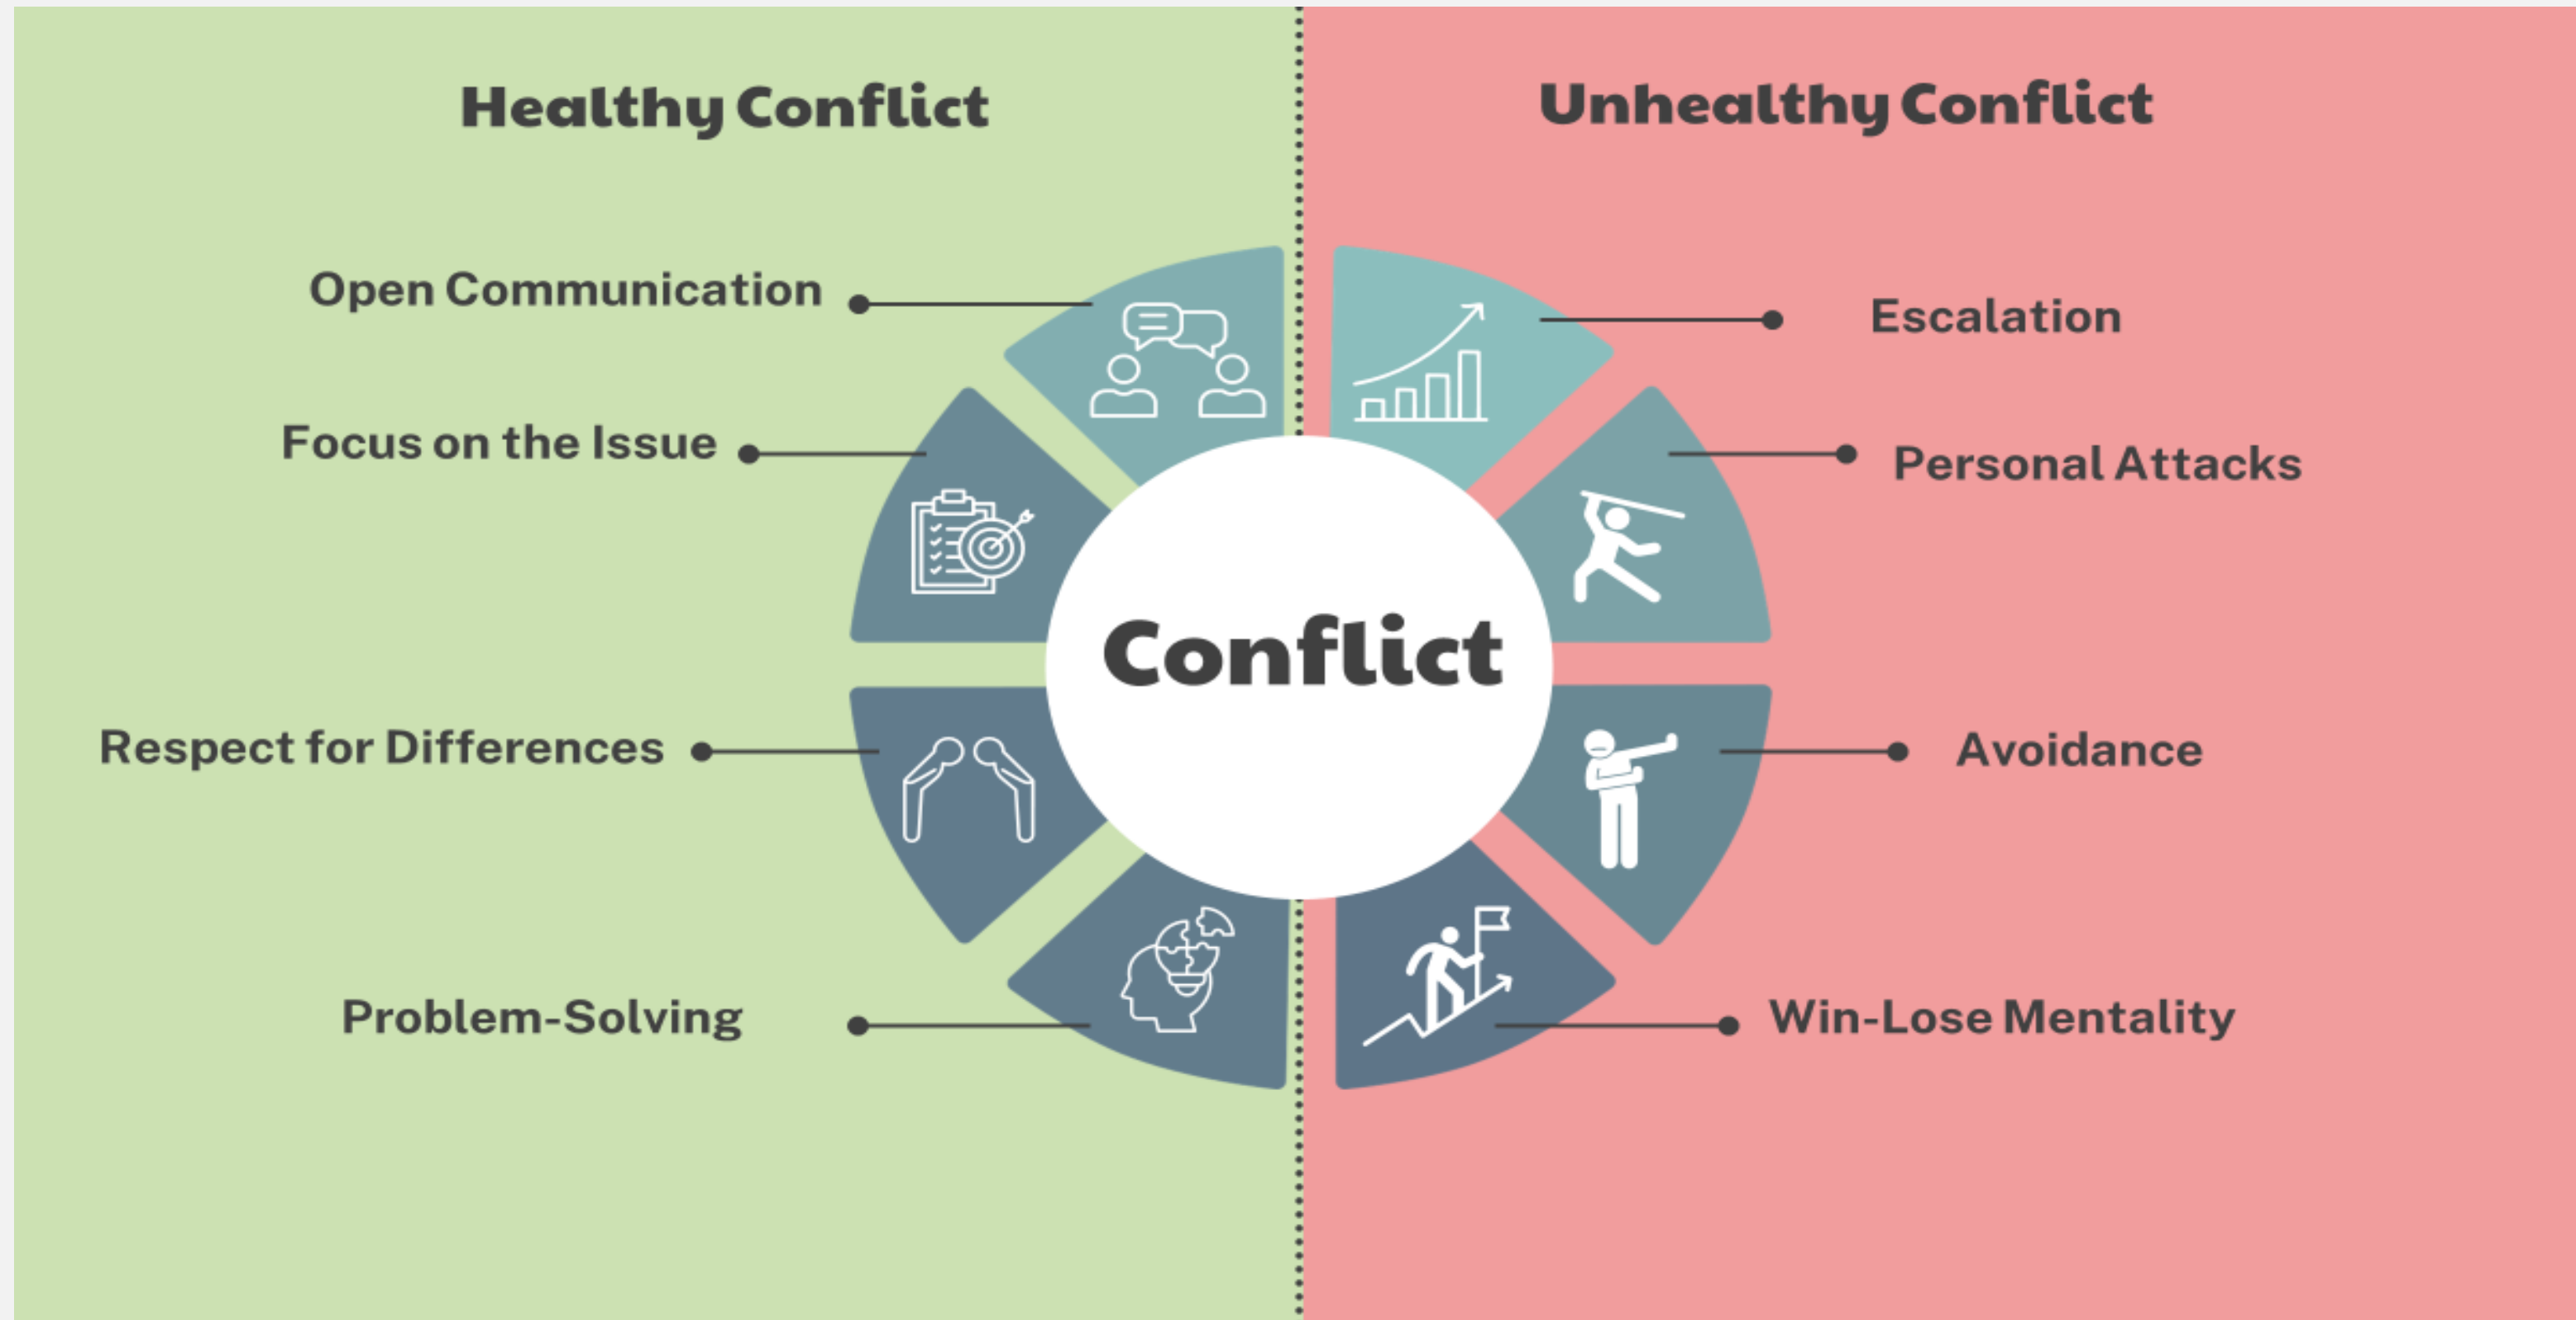 Healthy Conflict
Open Communication
Focus on the Issue
Respect for Differences
Problem-Solving
Conflict
Unhealthy Conflict
Escalation
Personal Attacks
Avoidance
Win-Lose Mentality